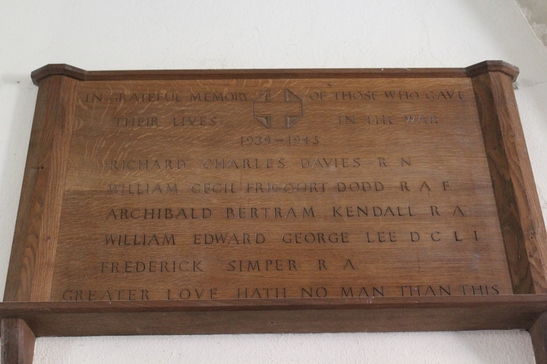 IN GRATEFUL MEMORY OF THOSE WHO GAVE
THEIR LIVES IN THE WAR
1939-1945
RICHARD CHARLES DAVIES R N
WILLIAM CECIL FRICOURT DODD R A F
ARCHIBALD BERTRAM KENDALL R A
WILLIAM EDWARD GEORGE LEE D C L I
FREDERICK SIMPER R A
GREATER LOVE HATH NO MAN THAN THIS